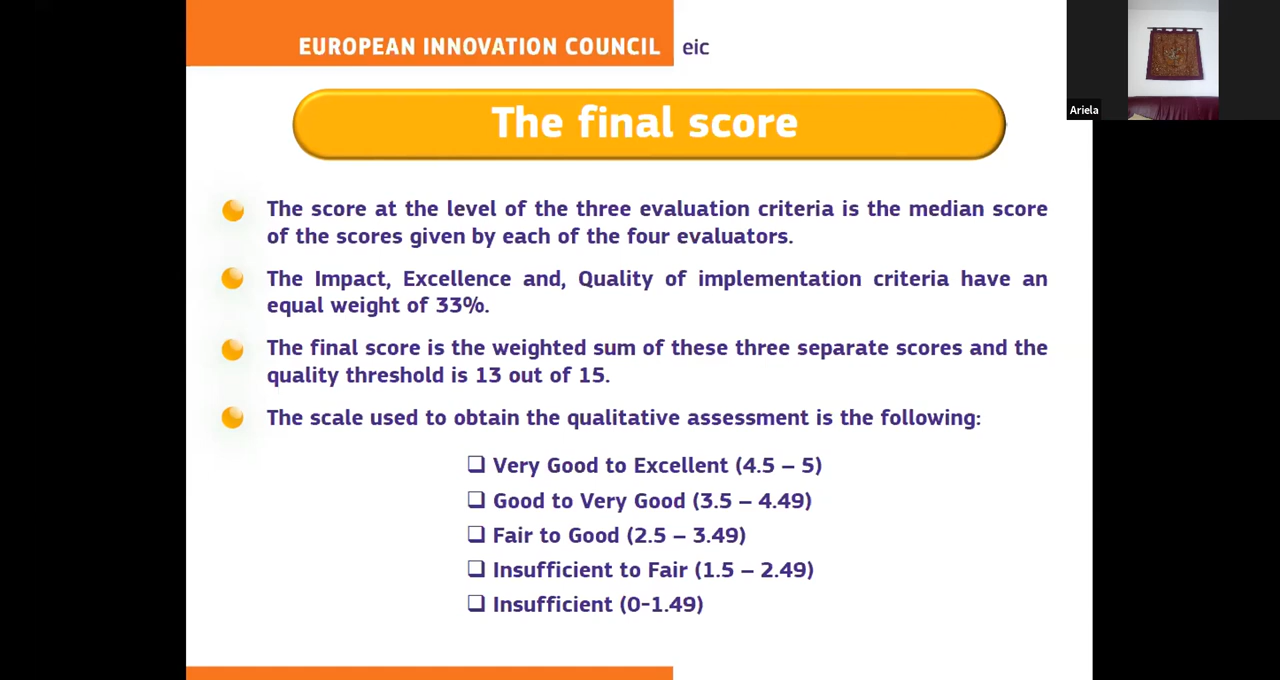 EUROPEAN INNOVATION COUNCIL eic
Ariela
The final score
The score at the level of the three evaluation criteria is the median score
of the scores given by each of the four evaluators.
The Impact, Excellence and, Quality of implementation criteria have an
equal weight of 33%.
The final score is the weighted sum of these three separate scores and the
quality threshold is 13 out of 15.
The scale used to obtain the qualitative assessment is the following:
❑ Very Good to Excellent (4.5 – 5)
❑ Good to Very Good (3.5 – 4.49)
❑ Fair to Good (2.5 – 3.49)
❑ Insufficient to Fair (1.5 – 2.49)
❑ Insufficient (0-1.49)